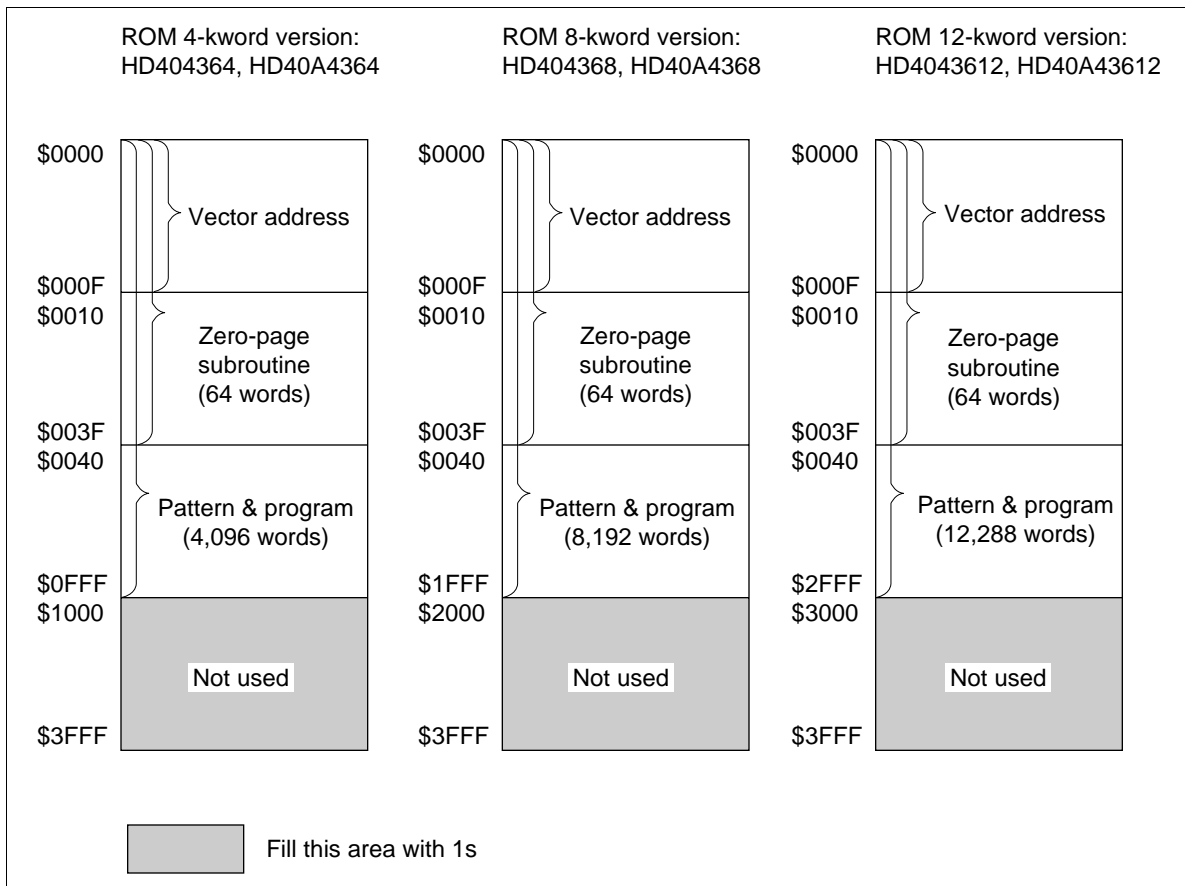 ROM 4-kword version:
HD404364, HD40A4364
$0000
Vector address
$000F
$0010
Zero-page
subroutine
(64 words)
$003F
$0040
Pattern & program
(4,096 words)
$0FFF
$1000
Not used
$3FFF
ROM 8-kword version:
HD404368, HD40A4368
$0000
Vector address
$000F
$0010
Zero-page
subroutine
(64 words)
$003F
$0040
Pattern & program
(8,192 words)
$1FFF
$2000
Not used
$3FFF
ROM 12-kword version:
HD4043612, HD40A43612
$0000
Vector address
$000F
$0010
Zero-page
subroutine
(64 words)
$003F
$0040
Pattern & program
(12,288 words)
$2FFF
$3000
Not used
$3FFF
Fill this area with 1s